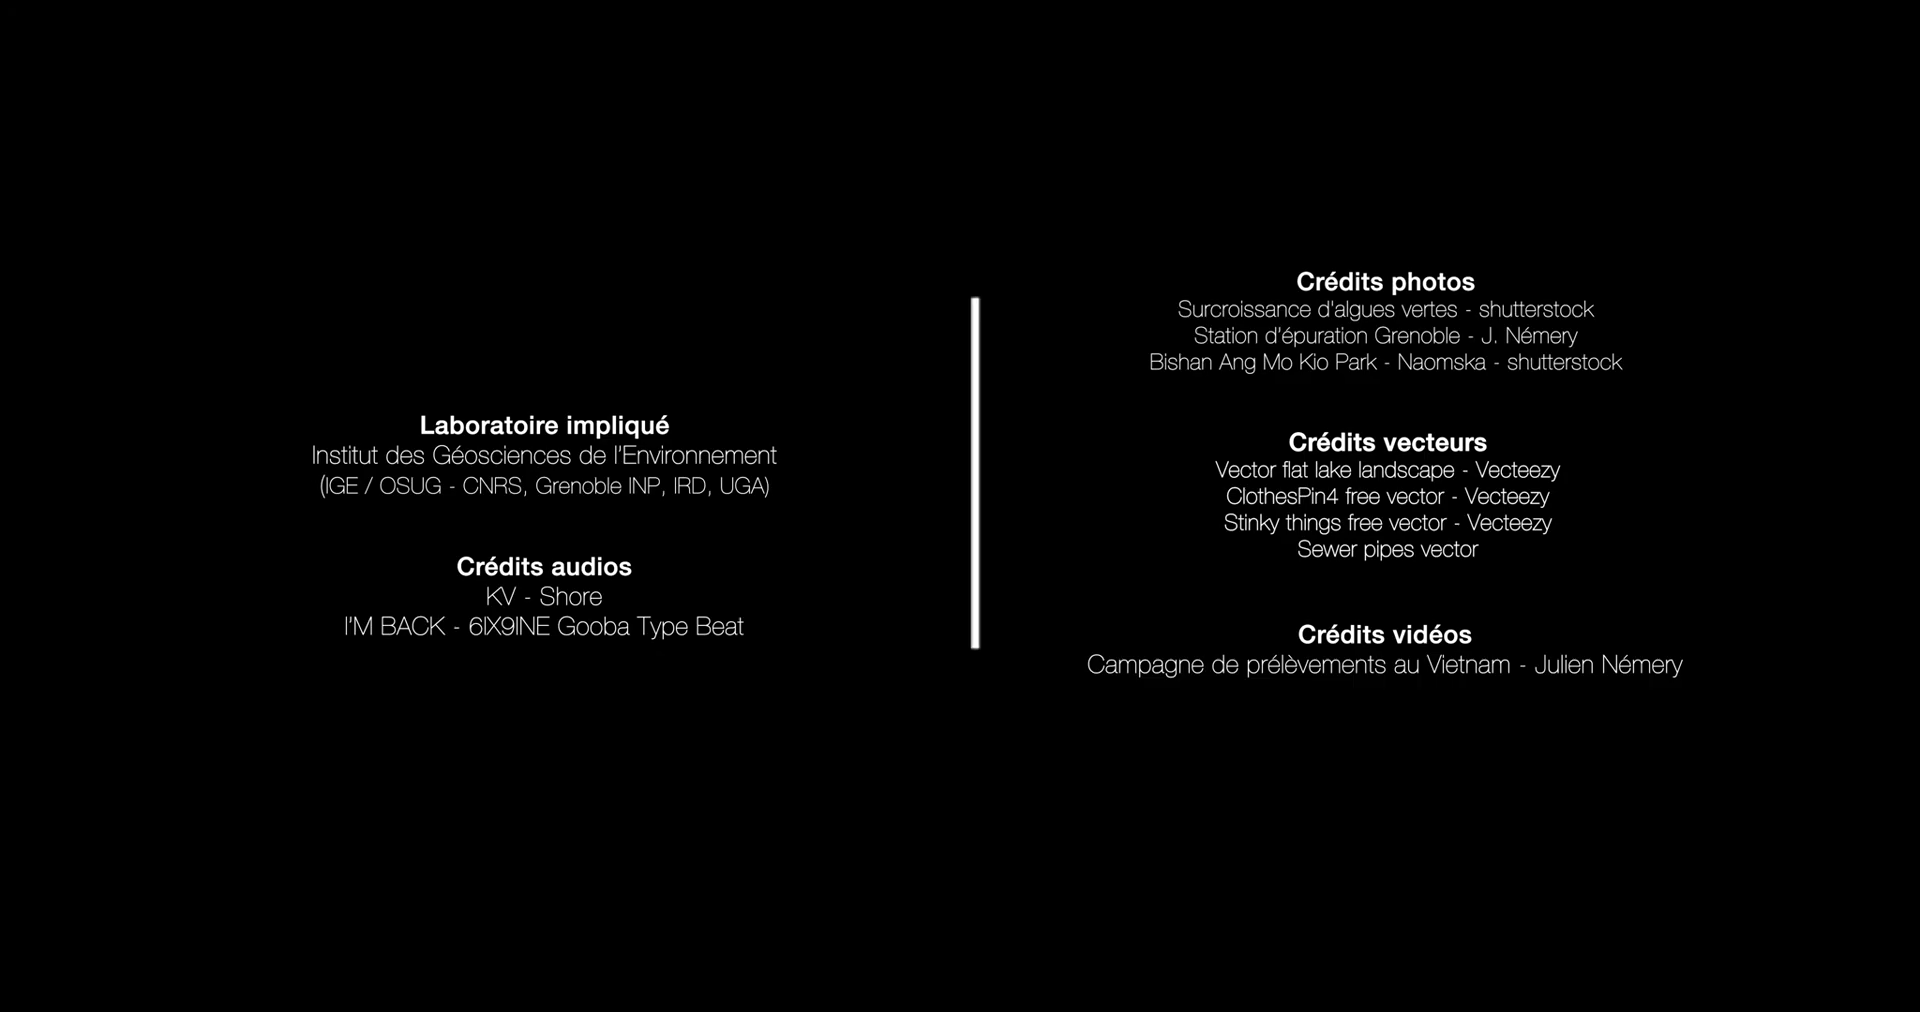 Laboratoire impliqué
Institut des Géosciences de l'Environnement
(IGE / OSUG - CNRS, Grenoble INP, IRD, UGA)
Crédits audios
KV - Shore
I'M BACK - 6IX9INE Gooba Type Beat
Crédits photos
Surcroissance d'algues vertes - shutterstock
Station d'épuration Grenoble - J. Némery
Bishan Ang Mo Kio Park - Naomska - shutterstock
Crédits vecteurs
Vector flat lake landscape - Vecteezy
ClothesPin4 free vector - Vecteezy
Stinky things free vector - Vecteezy
Sewer pipes vector
Crédits vidéos
Campagne de prélèvements au Vietnam - Julien Némery